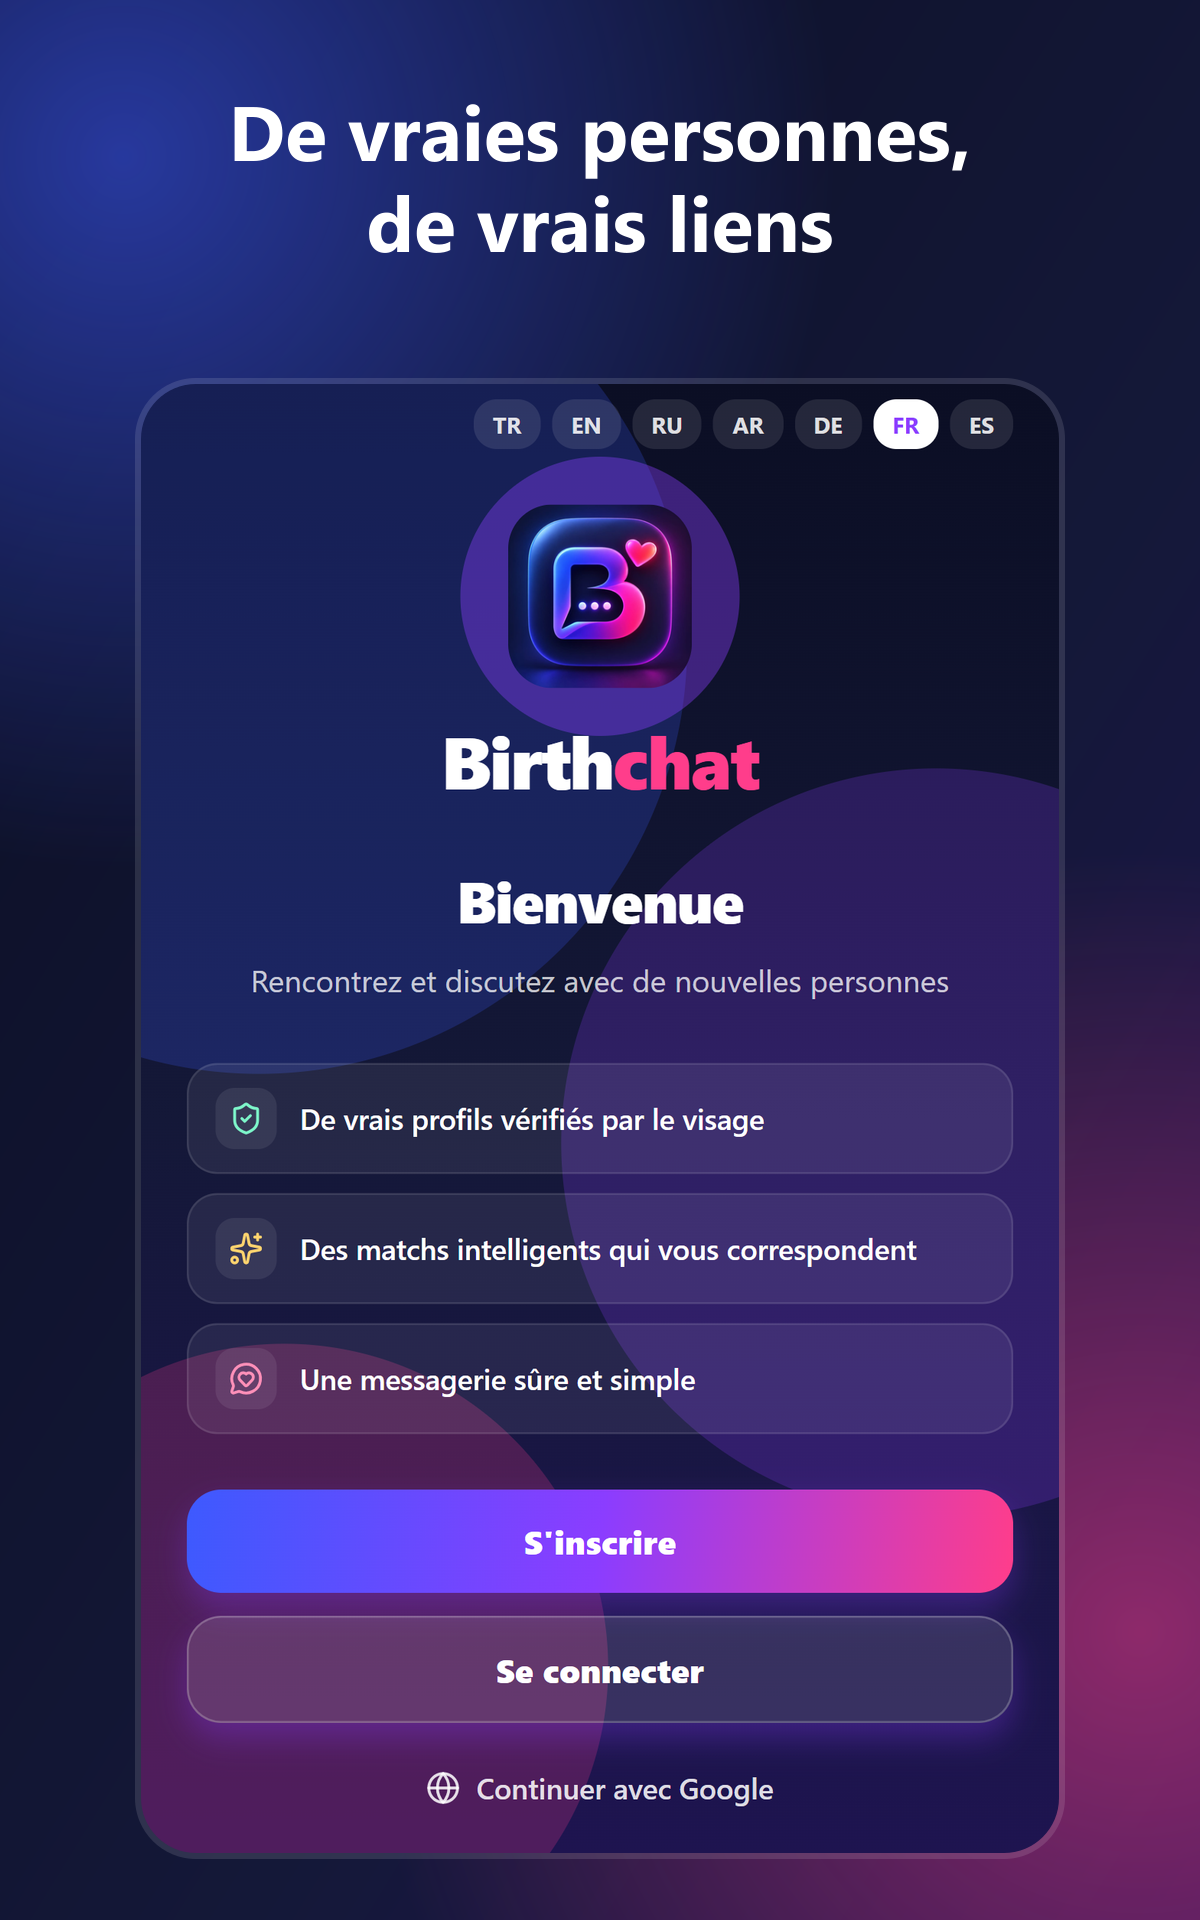 De vraies personnes,
de vrais liens
TR EN RU AR DE FR ES
B
Birthchat
Bienvenue
Rencontrez et discutez avec de nouvelles personnes
De vrais profils vérifiés par le visage
Des matchs intelligents qui vous correspondent
Une messagerie sûre et simple
S'inscrire
Se connecter
Continuer avec Google